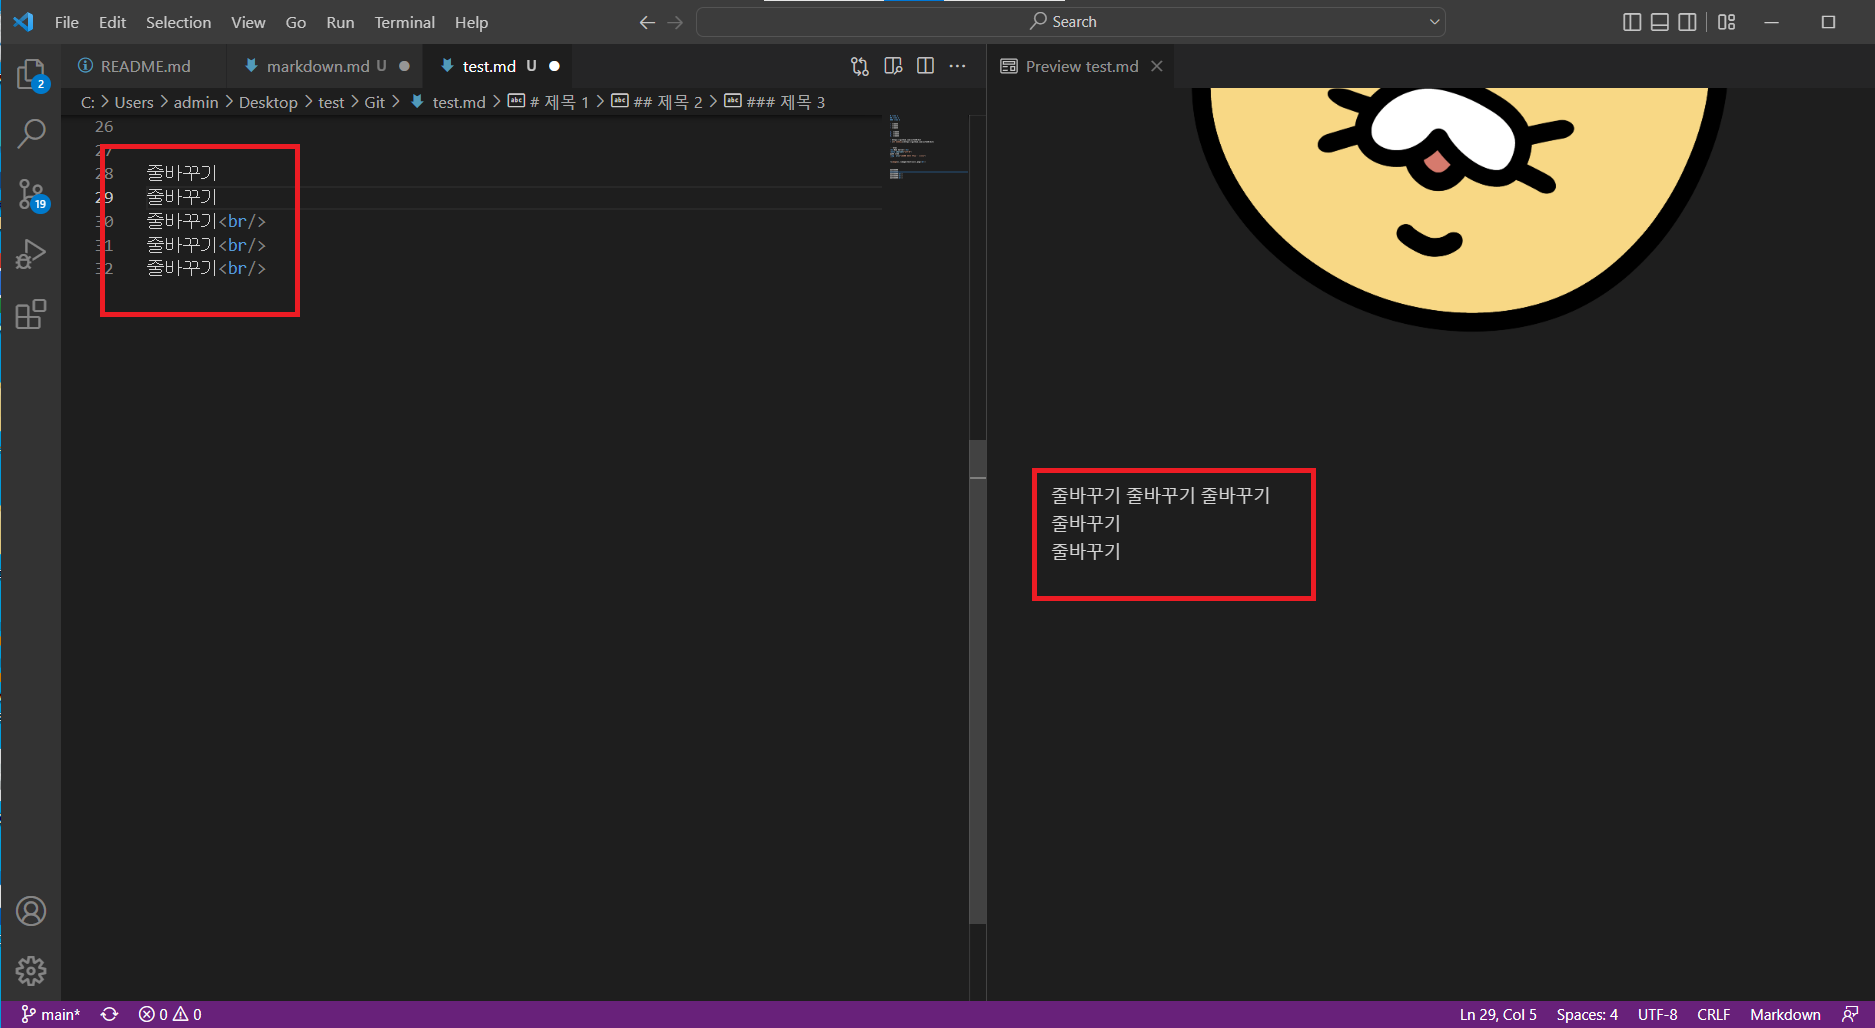 File Edit Selection View Go Run Terminal Help
Search
README.md
markdown.md U
test.md U
Preview test.md
C: > Users > admin > Desktop > test > Git > test.md > # 제목 1 > ## 제목 2 > ### 제목 3
26
27
28 줄바꾸기
29 줄바꾸기
30 줄바꾸기<br/>
31 줄바꾸기<br/>
32 줄바꾸기<br/>
줄바꾸기 줄바꾸기 줄바꾸기
줄바꾸기
줄바꾸기
2
19
main* 0 0
Ln 29, Col 5 Spaces: 4 UTF-8 CRLF Markdown